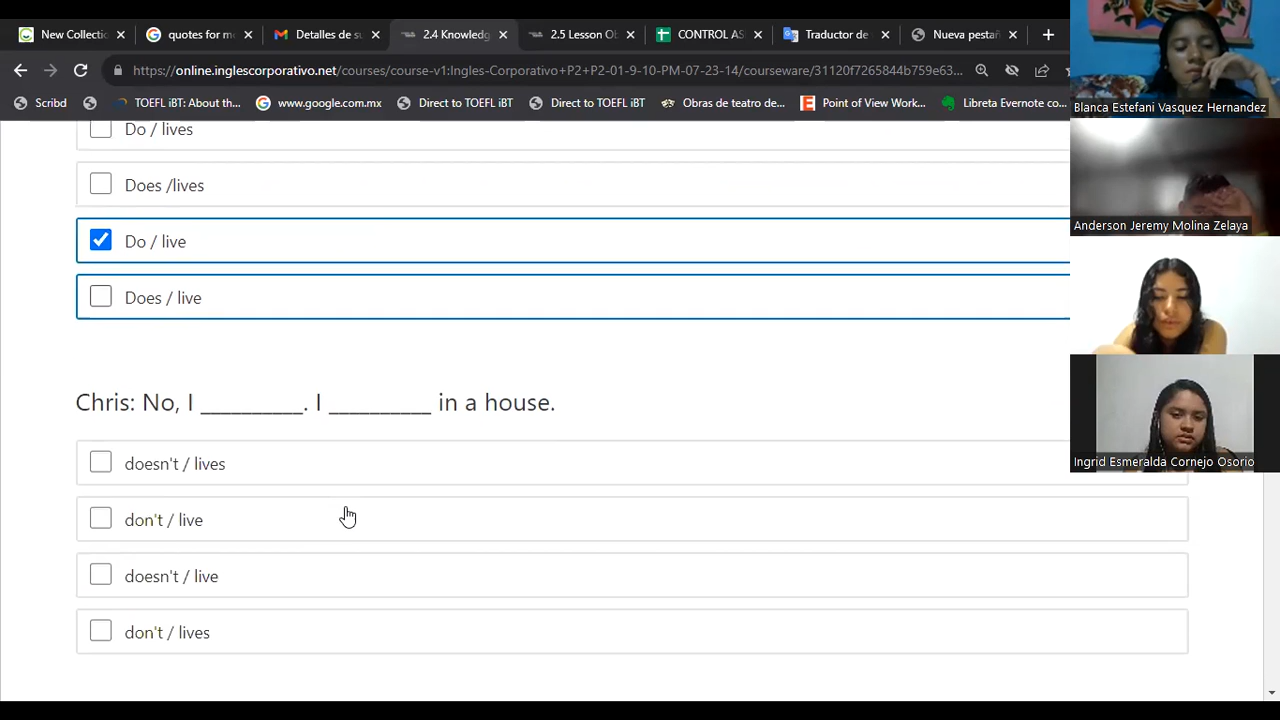 New Collectio
quotes for m
Detalles de su
2.4 Knowledg
2.5 Lesson Ob
CONTROL AS
Traductor de
Nueva pestañ
https://online.inglescorporativo.net/courses/course-v1:Ingles-Corporativo+P2+P2-01-9-10-PM-07-23-14/courseware/31120f7265844b759e63...
Scribd
TOEFL iBT: About th...
www.google.com.mx
Direct to TOEFL iBT
Direct to TOEFL iBT
Obras de teatro de...
Point of View Work...
Libreta Evernote co...
Do / lives
Does /lives
Do / live
Does / live
Chris: No, I __________. I __________ in a house.
doesn't / lives
don't / live
doesn't / live
don't / lives
Blanca Estefani Vasquez Hernandez
Anderson Jeremy Molina Zelaya
Ingrid Esmeralda Cornejo Osorio